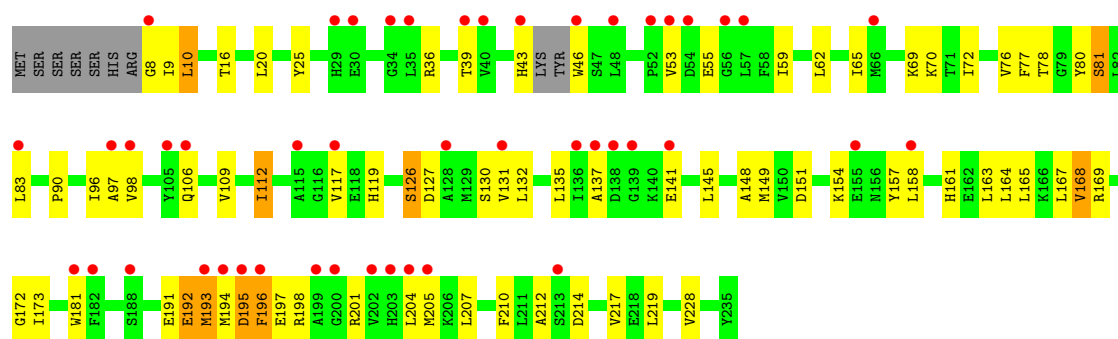 MET SER SER SER SER HIS ARG G8 I9 L10 T16 L20 Y25 H29 E30 G34 L35 R36 T39 V40 H43 LYS TYR W46 S47 L48 P52 V53 D54 E55 G56 L57 F58 I59 L62 I65 M66 K69 K70 T71 I72 V76 F77 T78 G79 Y80 S81 L82
L83 P90 I96 A97 V98 Y105 Q106 V109 I112 A115 G116 V117 E118 H119 S126 D127 A128 M129 S130 V131 L132 L135 I136 A137 D138 G139 K140 E141 L145 A148 M149 V150 D151 K154 E155 N156 Y157 L158 H161 E162 L163 L164 L165 K166 L167 V168 R169
G172 I173 W181 F182 S188 E191 E192 M193 M194 D195 F196 E197 R198 A199 G200 R201 V202 H203 L204 M205 K206 L207 F210 L211 A212 S213 D214 V217 E218 L219 V228 Y235